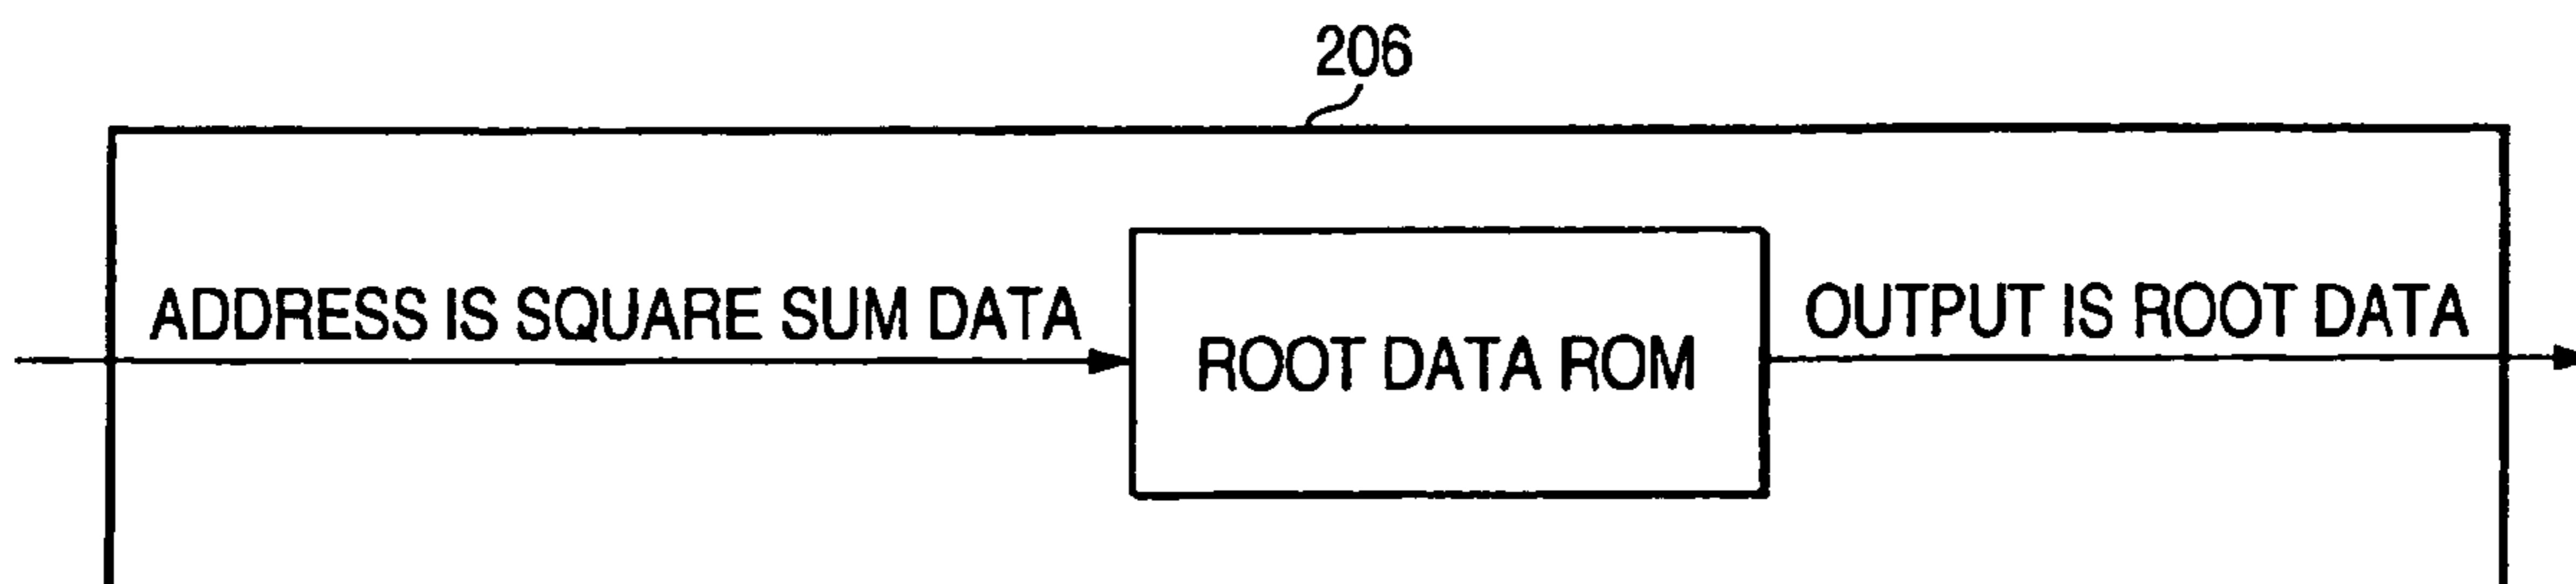 206
ADDRESS IS SQUARE SUM DATA
ROOT DATA ROM
OUTPUT IS ROOT DATA